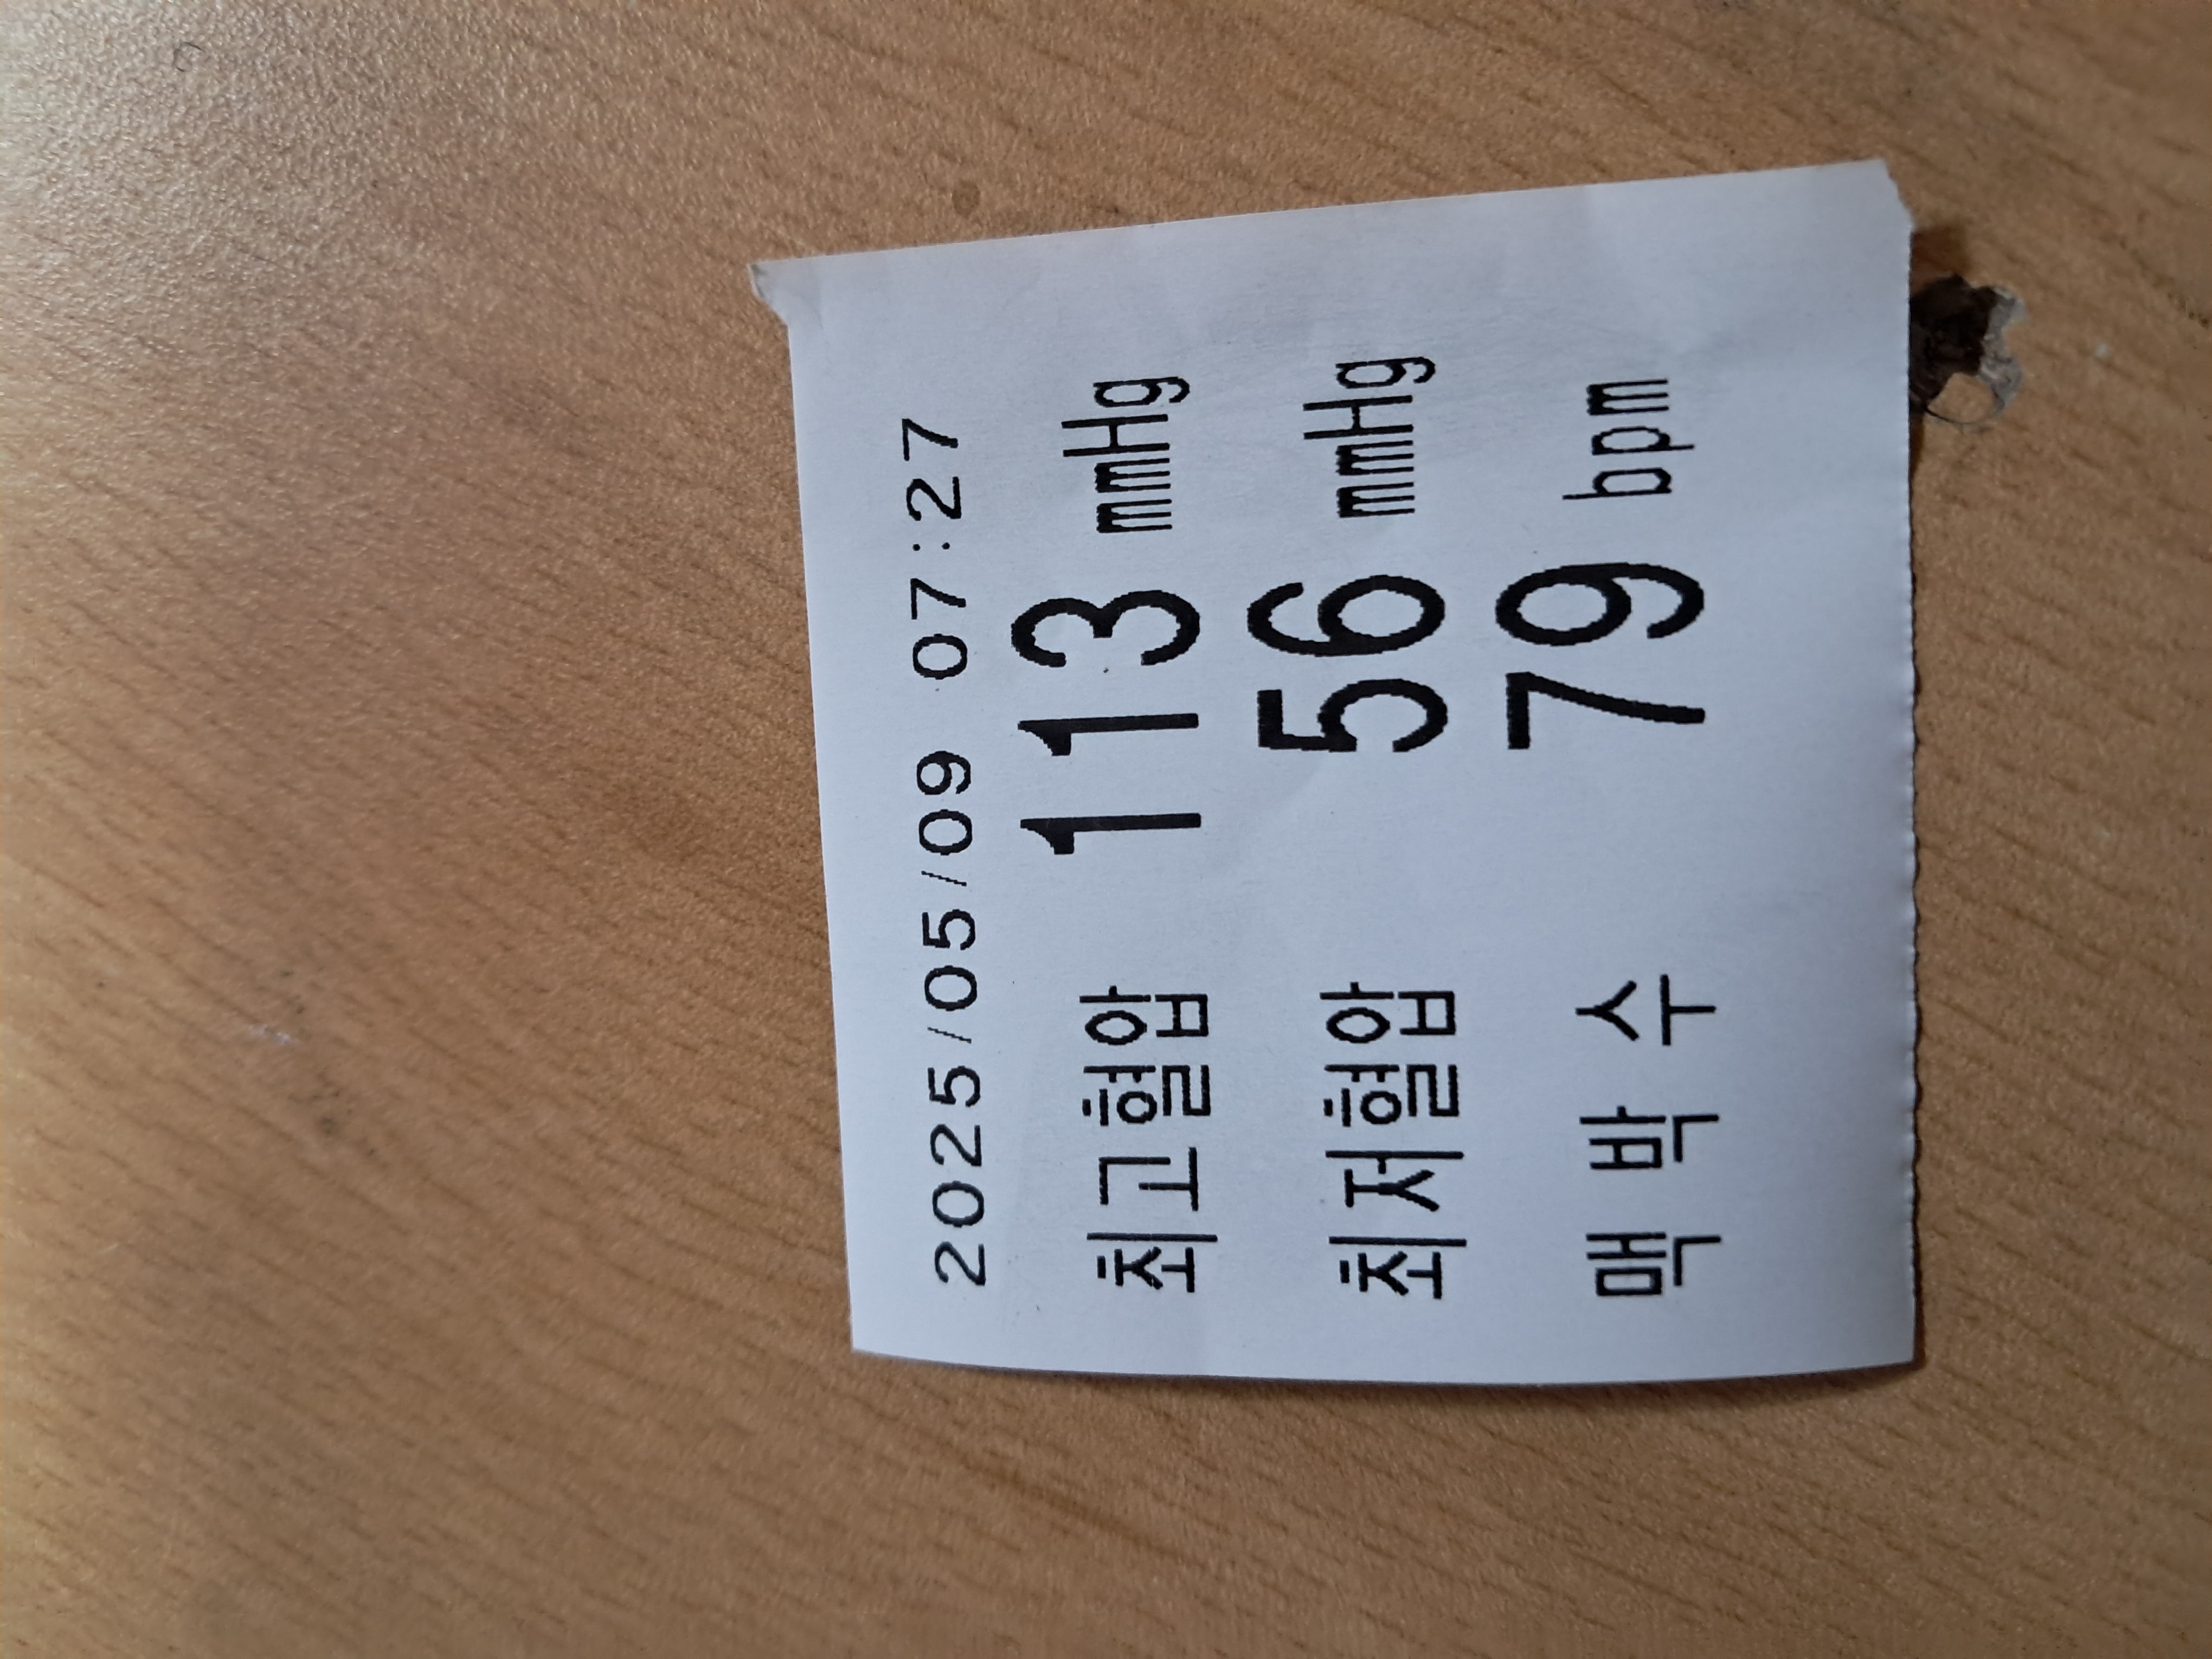 2025/05/09 07:27
최고혈압 113 mmHg
최저혈압 56 mmHg
맥 박 수 79 bpm